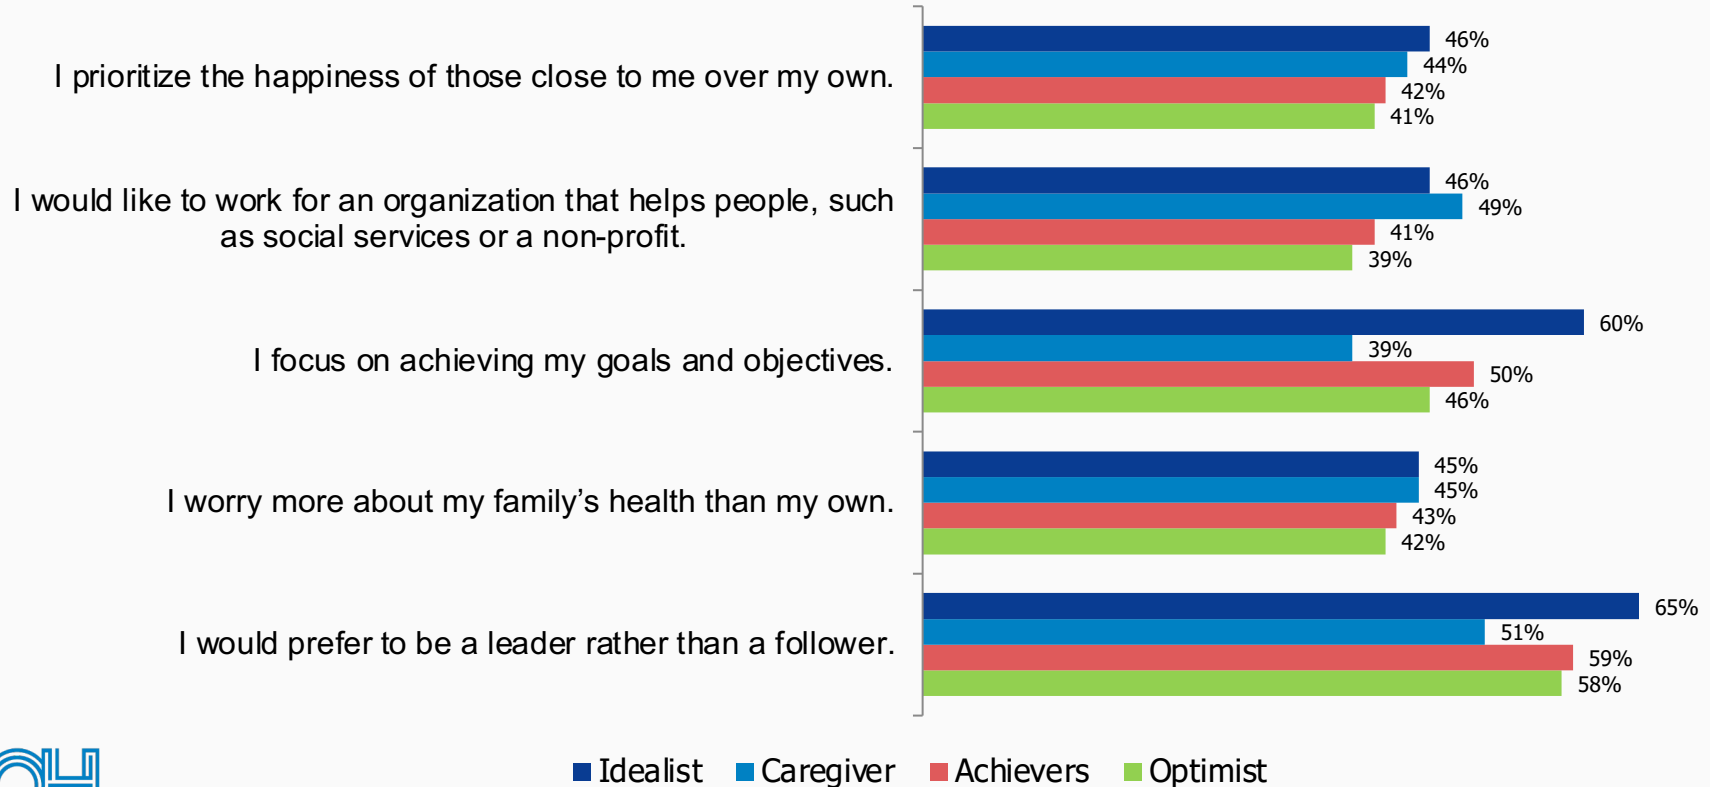 I prioritize the happiness of those close to me over my own.
46%
44%
42%
41%
I would like to work for an organization that helps people, such
as social services or a non-profit.
46%
49%
41%
39%
I focus on achieving my goals and objectives.
60%
39%
50%
46%
I worry more about my family’s health than my own.
45%
45%
43%
42%
I would prefer to be a leader rather than a follower.
65%
51%
59%
58%
Idealist Caregiver Achievers Optimist